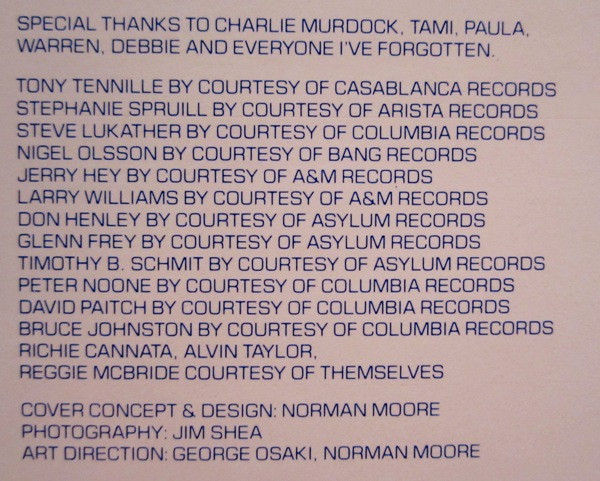 SPECIAL THANKS TO CHARLIE MURDOCK, TAMI, PAULA,
WARREN, DEBBIE AND EVERYONE I'VE FORGOTTEN.
TONY TENNILLE BY COURTESY OF CASABLANCA RECORDS
STEPHANIE SPRUILL BY COURTESY OF ARISTA RECORDS
STEVE LUKATHER BY COURTESY OF COLUMBIA RECORDS
NIGEL OLSSON BY COURTESY OF BANG RECORDS
JERRY HEY BY COURTESY OF A&M RECORDS
LARRY WILLIAMS BY COURTESY OF A&M RECORDS
DON HENLEY BY COURTESY OF ASYLUM RECORDS
GLENN FREY BY COURTESY OF ASYLUM RECORDS
TIMOTHY B. SCHMIT BY COURTESY OF ASYLUM RECORDS
PETER NOONE BY COURTESY OF COLUMBIA RECORDS
DAVID PAITCH BY COURTESY OF COLUMBIA RECORDS
BRUCE JOHNSTON BY COURTESY OF COLUMBIA RECORDS
RICHIE CANNATA, ALVIN TAYLOR,
REGGIE MCBRIDE COURTESY OF THEMSELVES
COVER CONCEPT & DESIGN: NORMAN MOORE
PHOTOGRAPHY: JIM SHEA
ART DIRECTION: GEORGE OSAKI, NORMAN MOORE